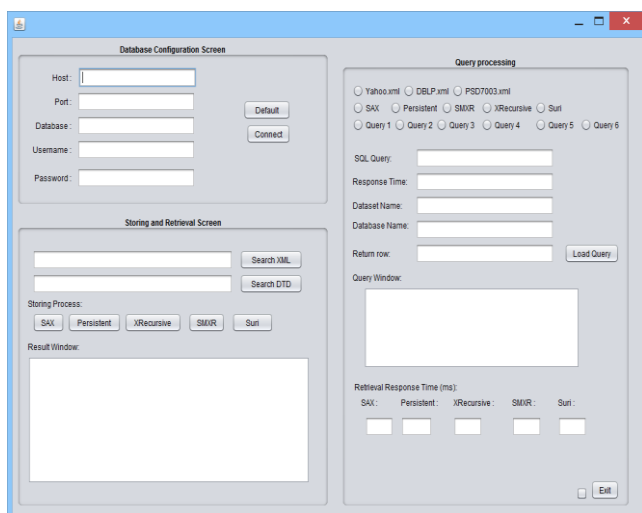 Database Configuration Screen
Host :
Port :
Database :
Username :
Password :
Default
Connect
Storing and Retrieval Screen
Search XML
Search DTD
Storing Process:
SAX Persistent XRecursive SMXR Suri
Result Window:
Query processing
Yahoo.xml DBLP.xml PSD7003.xml
SAX Persistent SMXR XRecursive Suri
Query 1 Query 2 Query 3 Query 4 Query 5 Query 6
SQL Query:
Response Time:
Dataset Name:
Database Name:
Return row:
Load Query
Query Window:
Retrieval Response Time (ms):
SAX : Persistent : XRecursive : SMXR : Suri :
Exit